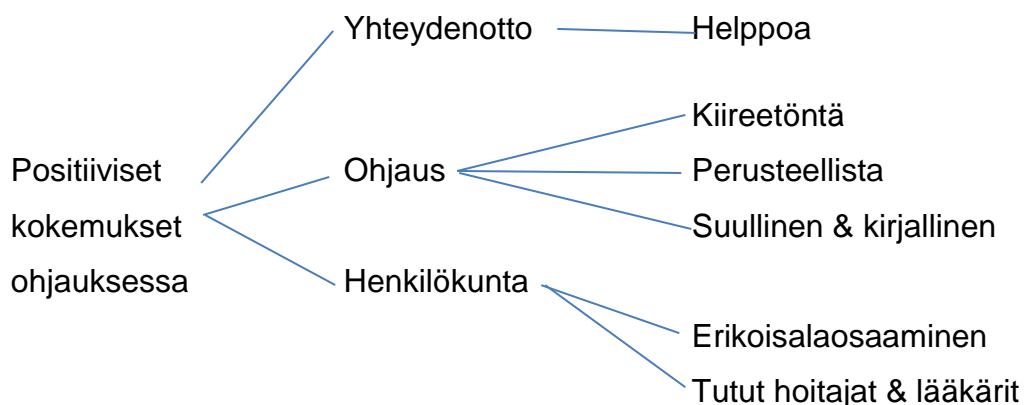 Yhteydenotto
Helppoa
Kiireetöntä
Positiiviset
kokemukset
ohjauksessa
Ohjaus
Perusteellista
Suullinen & kirjallinen
Henkilökunta
Erikoisalaosaaminen
Tutut hoitajat & lääkärit